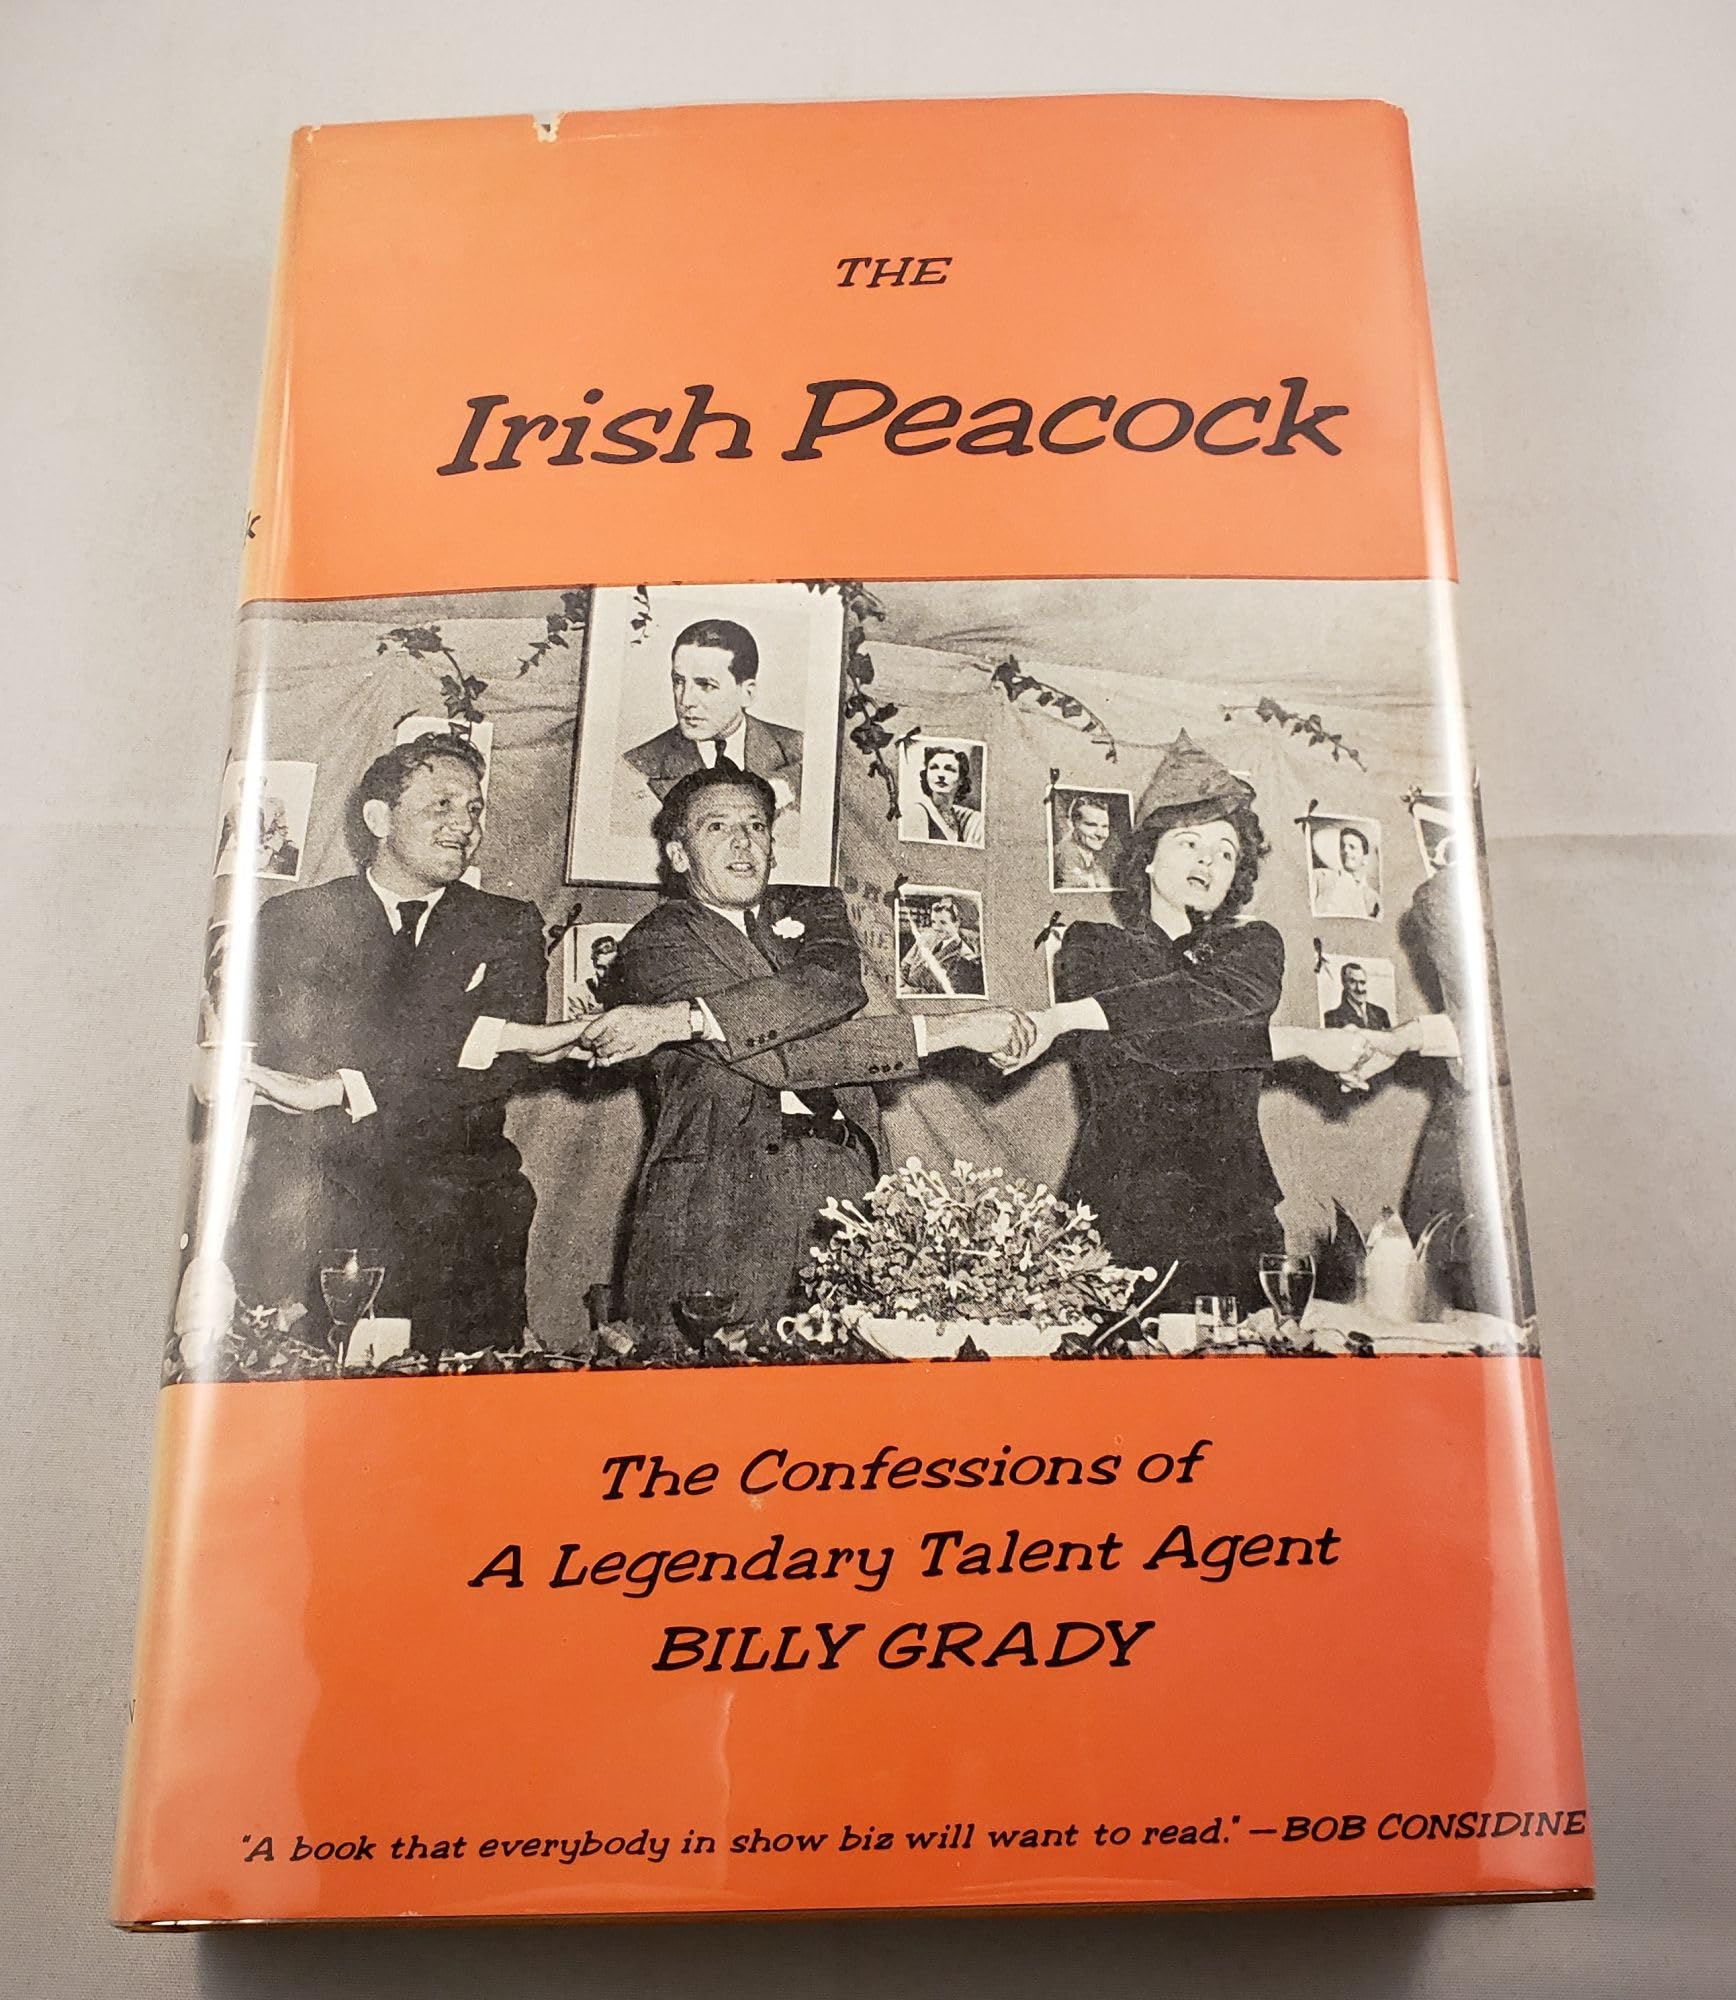 THE
Irish Peacock
The Confessions of
A Legendary Talent Agent
BILLY GRADY
"A book that everybody in show biz will want to read." —BOB CONSIDINE